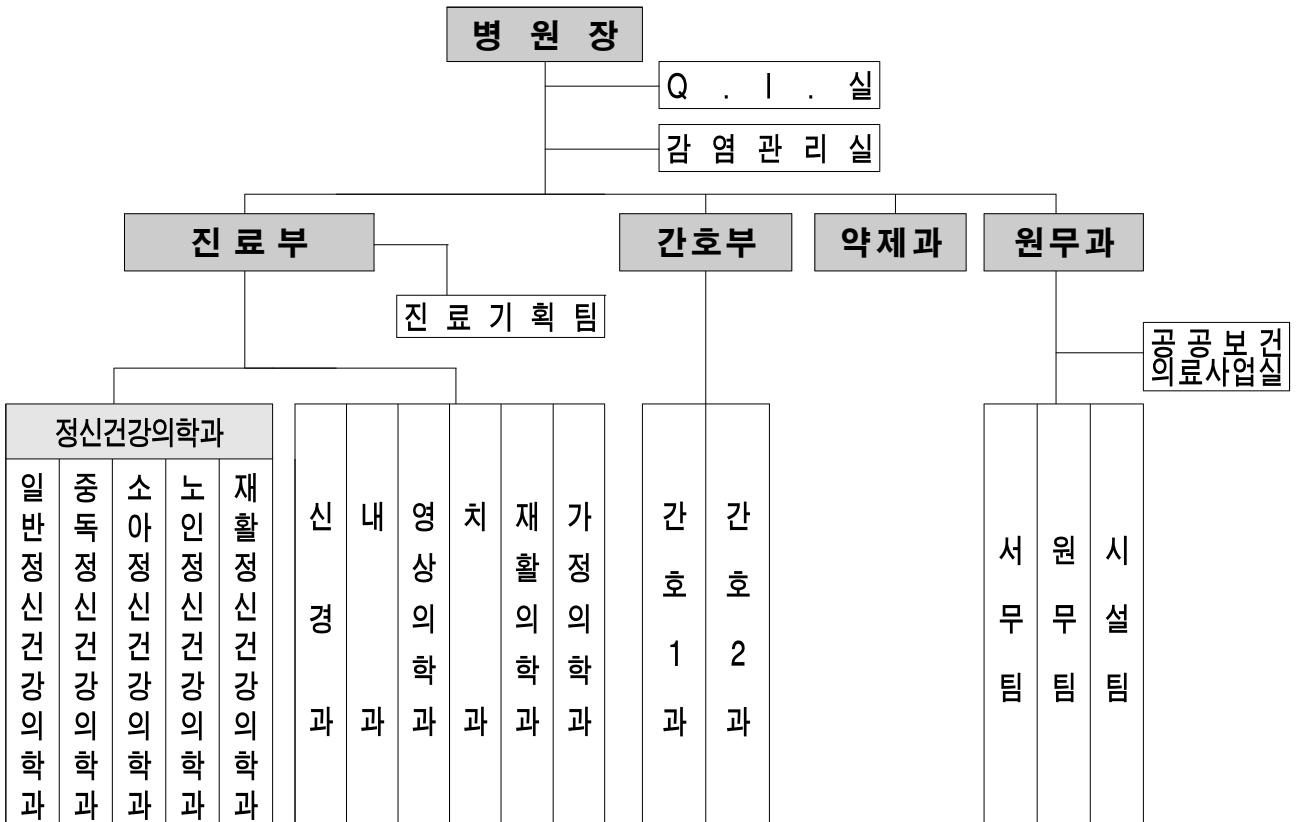 병 원 장
Q . I . 실
감 염 관 리 실
진 료 부
간호부
약제과
원무과
진 료 기 획 팀
공 공 보 건
의료사업실
정신건강의학과
일반정신건강의학과
중독정신건강의학과
소아정신건강의학과
노인정신건강의학과
재활정신건강의학과
신경과
내과
영상의학과
치과
재활의학과
가정의학과
간호1과
간호2과
서무팀
원무팀
시설팀